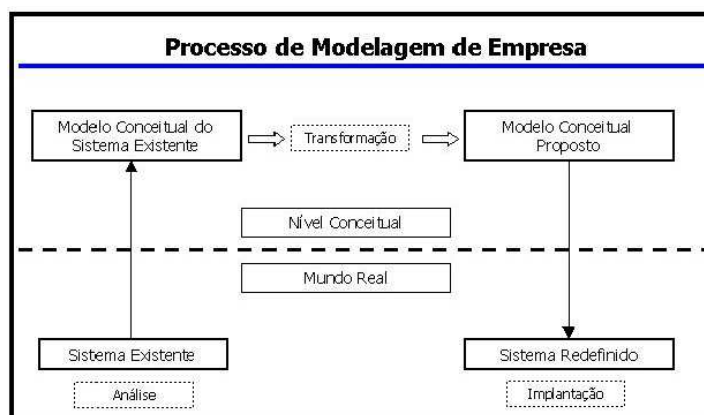 Processo de Modelagem de Empresa
Modelo Conceitual do
Sistema Existente
Transformação
Modelo Conceitual
Proposto
Nível Conceitual
Mundo Real
Sistema Existente
Sistema Redefinido
Análise
Implantação